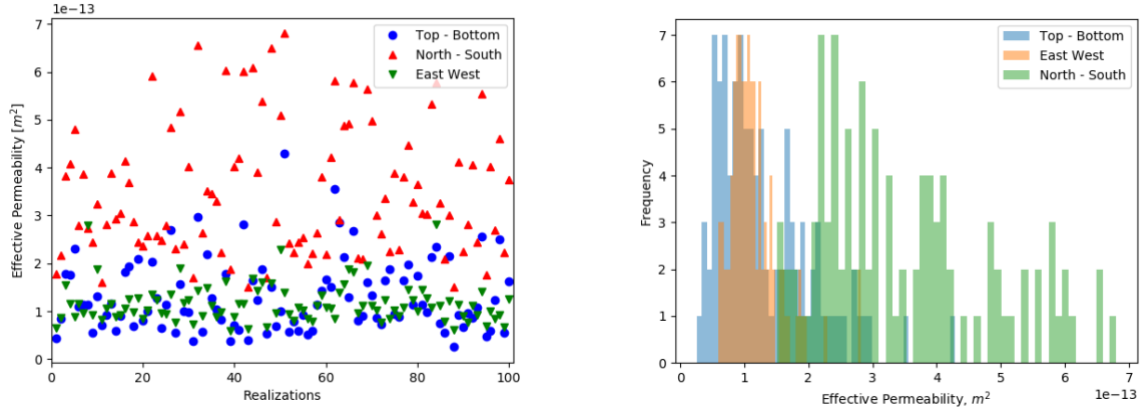 1e−13
7
6
5
4
3
2
1
0
Effective Permeability [m²]
Top - Bottom
North - South
East West
0
20
40
60
80
100
Realizations
7
6
5
4
3
2
1
0
Frequency
Top - Bottom
East West
North - South
0
1
2
3
4
5
6
7
Effective Permeability, m²
1e−13